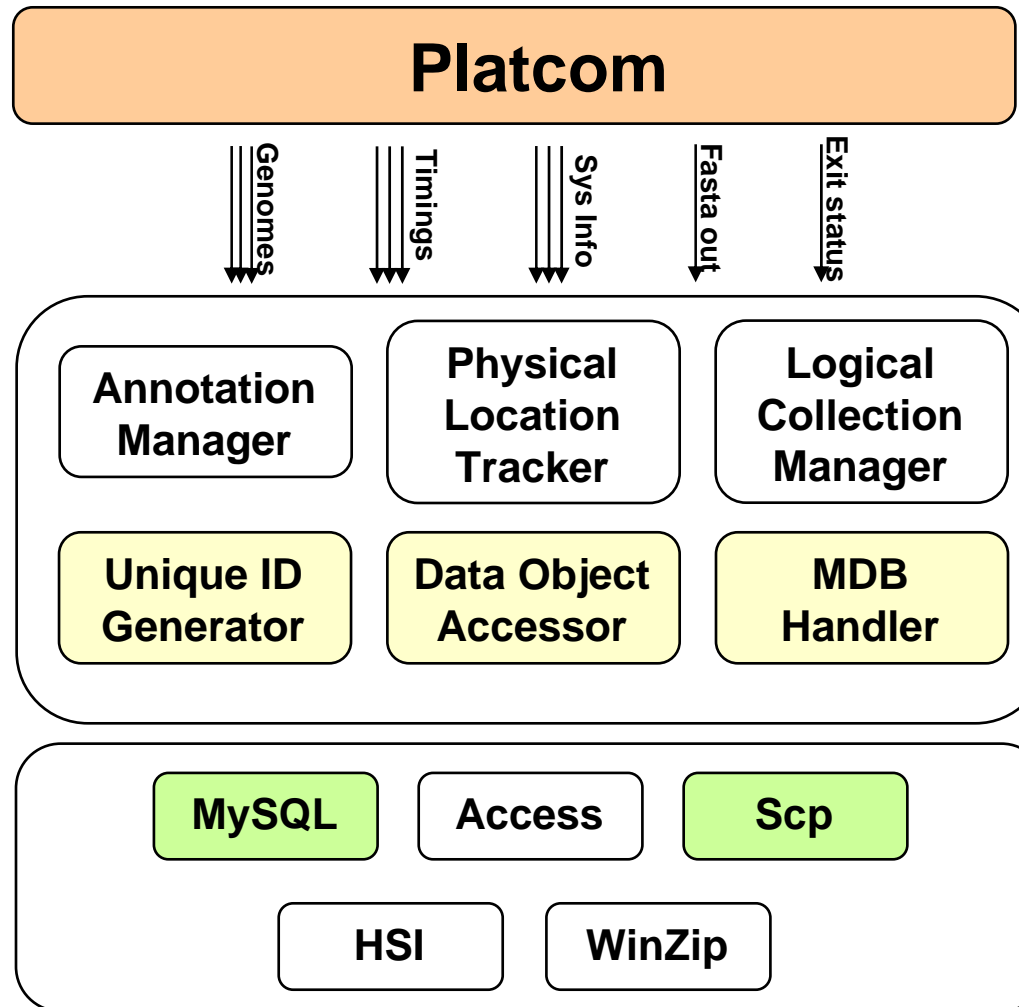 Platcom
Genomes
Timings
Sys Info
Fasta out
Exit status
Annotation
Manager
Physical
Location
Tracker
Logical
Collection
Manager
Unique ID
Generator
Data Object
Accessor
MDB
Handler
MySQL
Access
Scp
HSI
WinZip